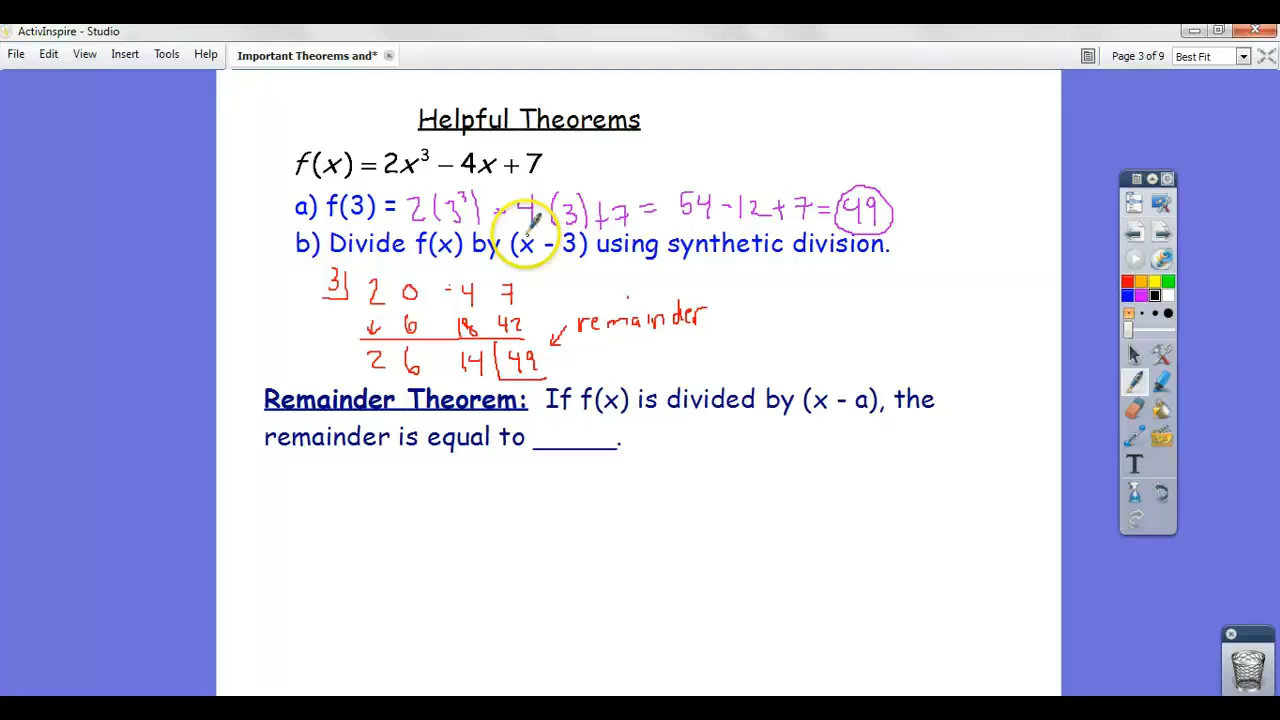 ActivInspire - Studio
File Edit View Insert Tools Help
Important Theorems and*
Page 3 of 9
Best Fit
Helpful Theorems
f(x) = 2x³ − 4x + 7
a) f(3) = 2(3³) - 4(3)+7 = 54-12+7= 49
b) Divide f(x) by (x - 3) using synthetic division.
3 2 0 -4 7
6 18 42
remainder
2 6 14 49
Remainder Theorem: If f(x) is divided by (x - a), the
remainder is equal to ______.
T